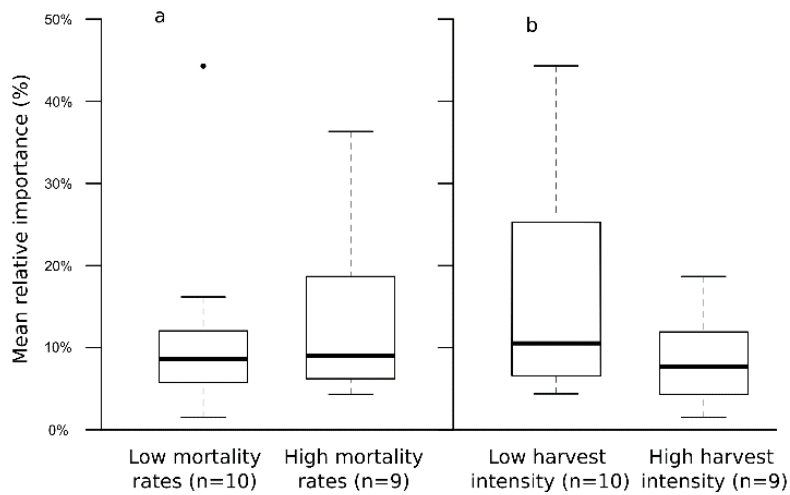 a
b
Mean relative importance (%)
50%
40%
30%
20%
10%
0%
Low mortality
rates (n=10)
High mortality
rates (n=9)
Low harvest
intensity (n=10)
High harvest
intensity (n=9)